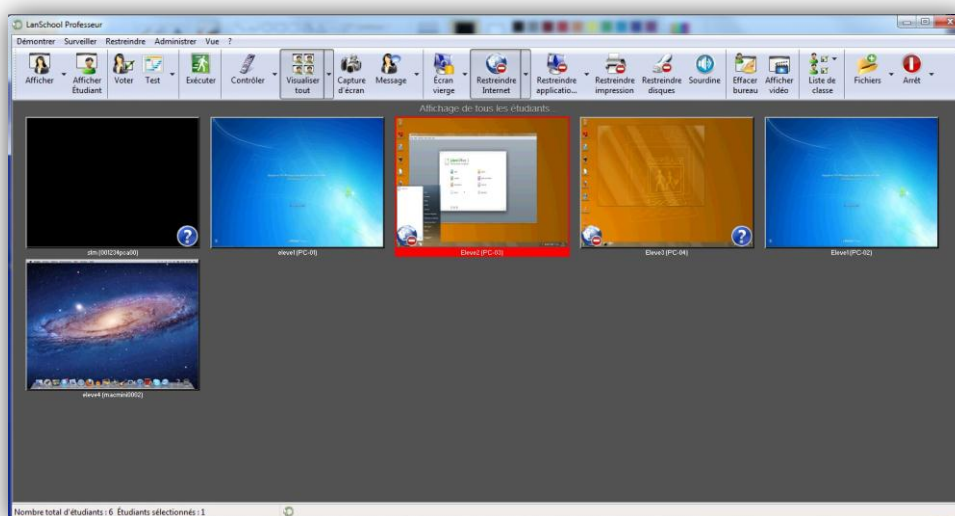 LanSchool Professeur
Démontrer Surveiller Restreindre Administrer Vue ?
Afficher
Afficher Étudiant
Voter
Test
Exécuter
Contrôler
Visualiser tout
Capture d'écran
Message
Écran vierge
Restreindre Internet
Restreindre applicatio...
Restreindre impression
Restreindre disques
Sourdine
Effacer bureau
Afficher vidéo
Liste de classe
Fichiers
Arrêt
Affichage de tous les étudiants...
eleve1 (PC-01)
Eleve2 (PC-03)
Eleve3 (PC-04)
Eleve1 (PC-02)
eleve4 (macmini0002)
Nombre total d'étudiants : 6 Étudiants sélectionnés : 1